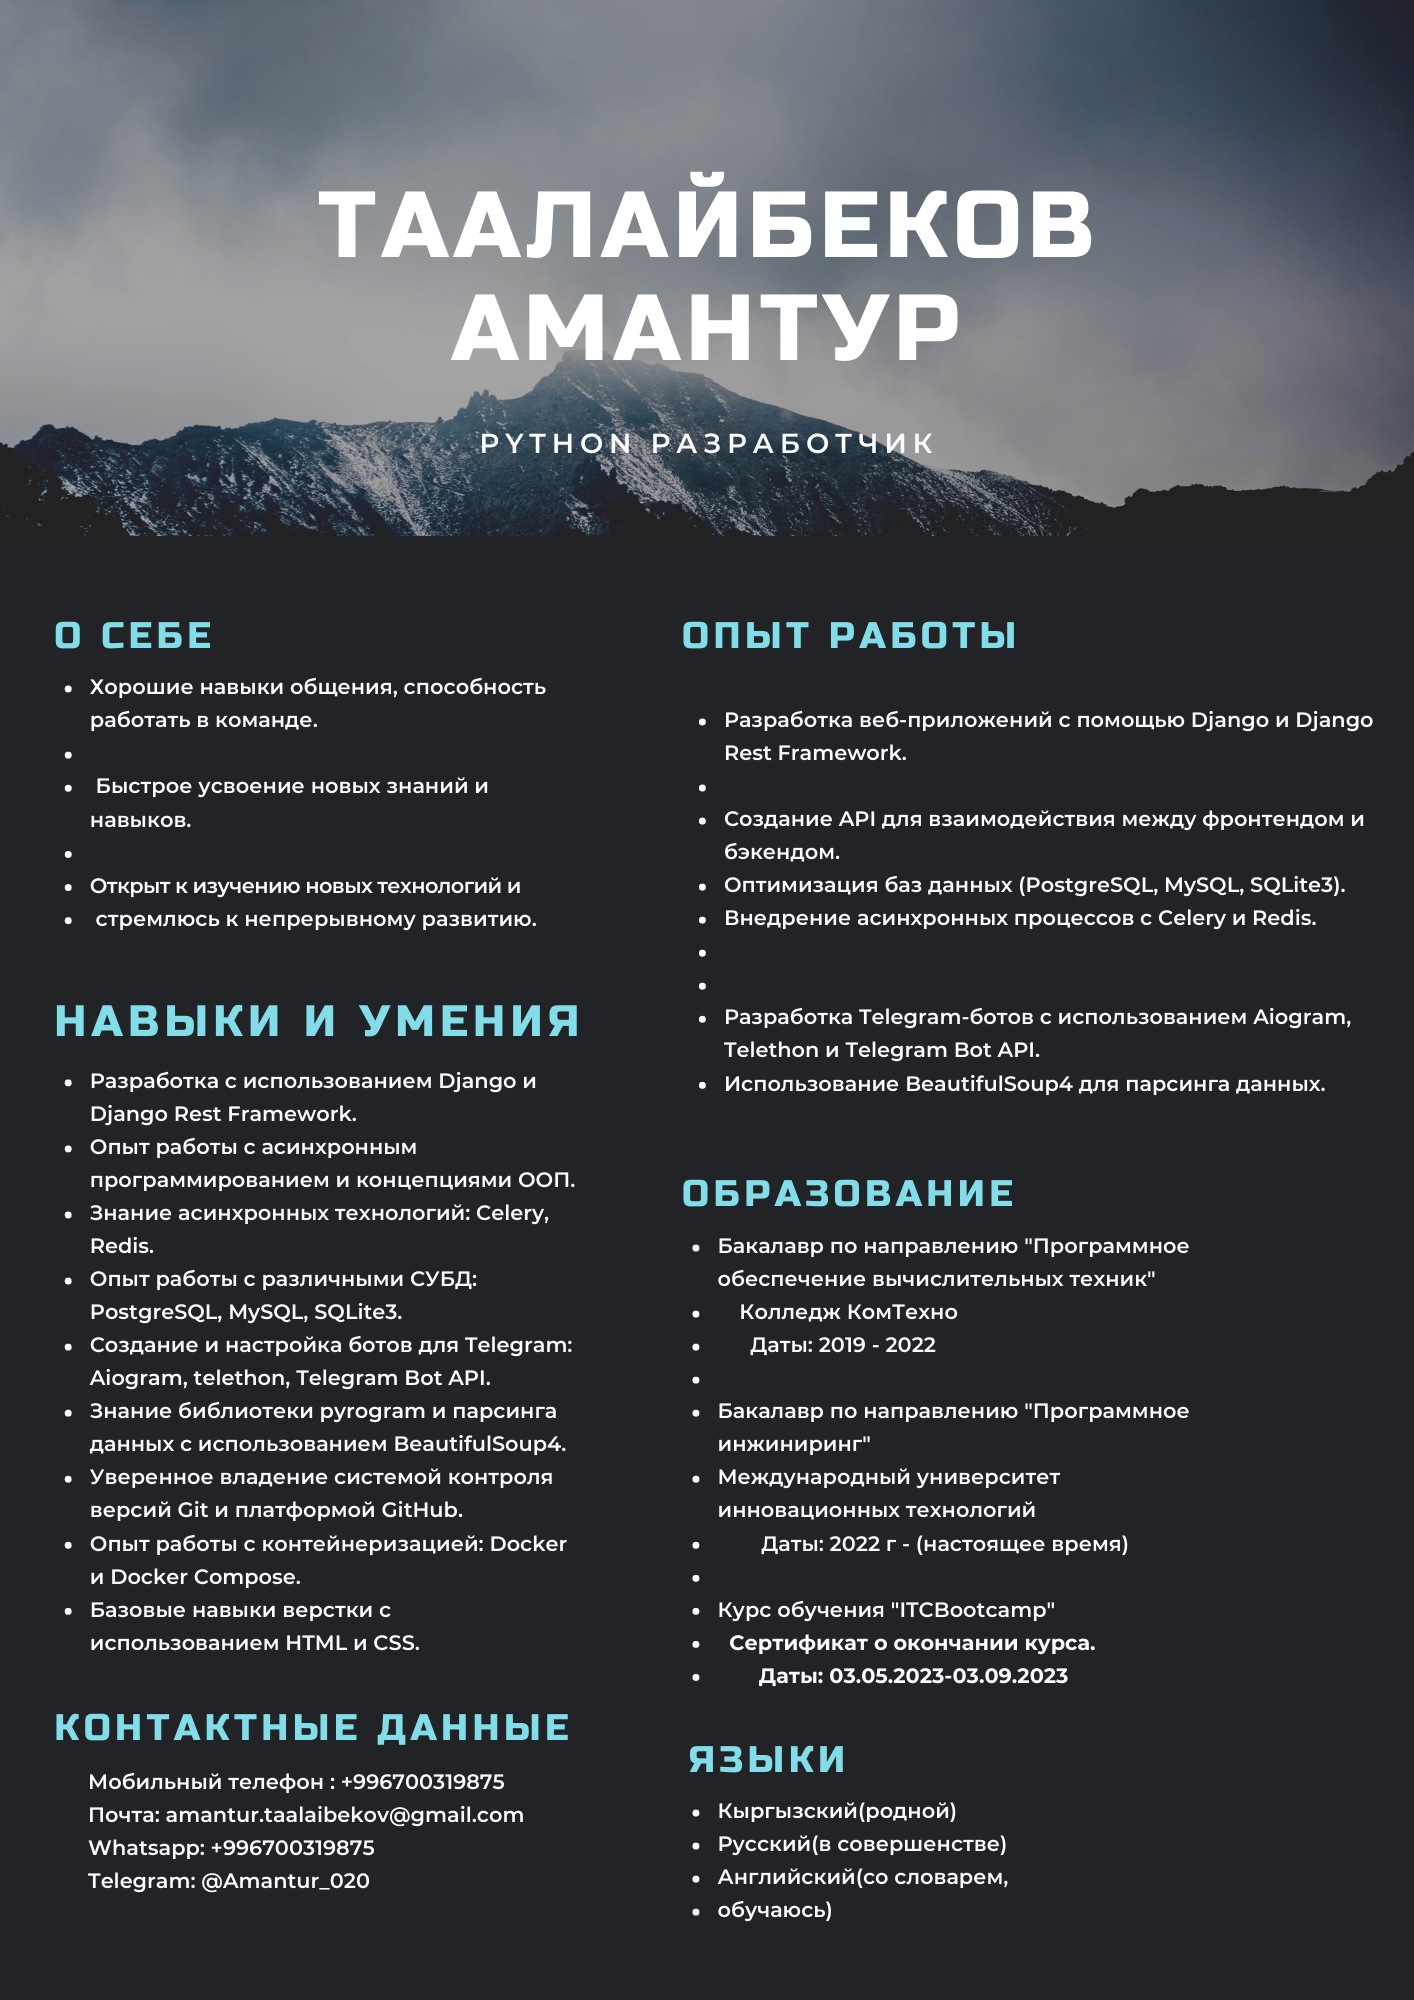 ТААЛАЙБЕКОВ
АМАНТУР
PYTHON РАЗРАБОТЧИК
О СЕБЕ
• Хорошие навыки общения, способность
работать в команде.
•
• Быстрое усвоение новых знаний и
навыков.
•
• Открыт к изучению новых технологий и
• стремлюсь к непрерывному развитию.
НАВЫКИ И УМЕНИЯ
• Разработка с использованием Django и
Django Rest Framework.
• Опыт работы с асинхронным
программированием и концепциями ООП.
• Знание асинхронных технологий: Celery,
Redis.
• Опыт работы с различными СУБД:
PostgreSQL, MySQL, SQLite3.
• Создание и настройка ботов для Telegram:
Aiogram, telethon, Telegram Bot API.
• Знание библиотеки pyrogram и парсинга
данных с использованием BeautifulSoup4.
• Уверенное владение системой контроля
версий Git и платформой GitHub.
• Опыт работы с контейнеризацией: Docker
и Docker Compose.
• Базовые навыки верстки с
использованием HTML и CSS.
КОНТАКТНЫЕ ДАННЫЕ
Мобильный телефон : +996700319875
Почта: amantur.taalaibekov@gmail.com
Whatsapp: +996700319875
Telegram: @Amantur_020
ОПЫТ РАБОТЫ
• Разработка веб-приложений с помощью Django и Django
Rest Framework.
•
• Создание API для взаимодействия между фронтендом и
бэкендом.
• Оптимизация баз данных (PostgreSQL, MySQL, SQLite3).
• Внедрение асинхронных процессов с Celery и Redis.
•
•
• Разработка Telegram-ботов с использованием Aiogram,
Telethon и Telegram Bot API.
• Использование BeautifulSoup4 для парсинга данных.
ОБРАЗОВАНИЕ
• Бакалавр по направлению "Программное
обеспечение вычислительных техник"
• Колледж КомТехно
• Даты: 2019 - 2022
•
• Бакалавр по направлению "Программное
инжиниринг"
• Международный университет
инновационных технологий
• Даты: 2022 г - (настоящее время)
•
• Курс обучения "ITCBootcamp"
• Сертификат о окончании курса.
• Даты: 03.05.2023-03.09.2023
ЯЗЫКИ
• Кыргызский(родной)
• Русский(в совершенстве)
• Английский(со словарем,
• обучаюсь)